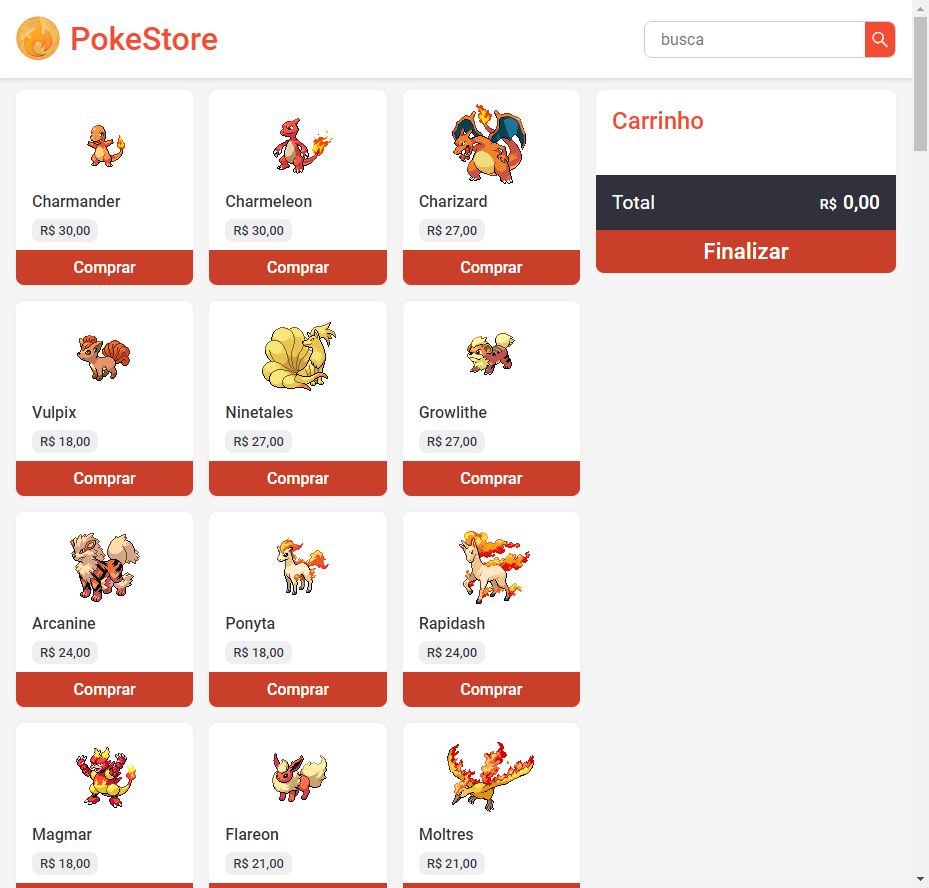 PokeStore
busca
Charmander
R$ 30,00
Comprar
Charmeleon
R$ 30,00
Comprar
Charizard
R$ 27,00
Comprar
Carrinho
Total R$ 0,00
Finalizar
Vulpix
R$ 18,00
Comprar
Ninetales
R$ 27,00
Comprar
Growlithe
R$ 27,00
Comprar
Arcanine
R$ 24,00
Comprar
Ponyta
R$ 18,00
Comprar
Rapidash
R$ 24,00
Comprar
Magmar
R$ 18,00
Flareon
R$ 21,00
Moltres
R$ 21,00